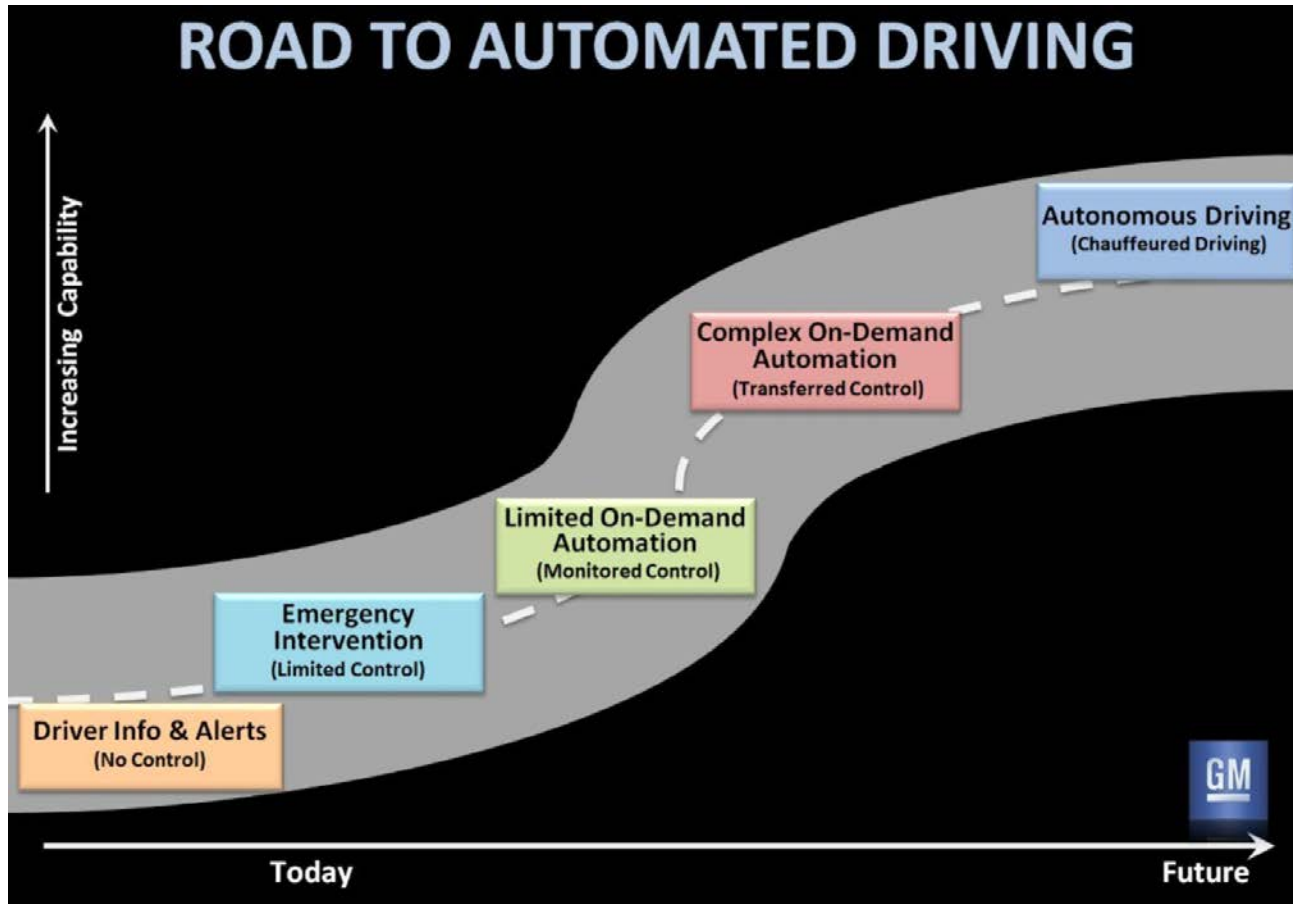 ROAD TO AUTOMATED DRIVING
Increasing Capability
Autonomous Driving
(Chauffeured Driving)
Complex On-Demand
Automation
(Transferred Control)
Limited On-Demand
Automation
(Monitored Control)
Emergency
Intervention
(Limited Control)
Driver Info & Alerts
(No Control)
GM
Today
Future